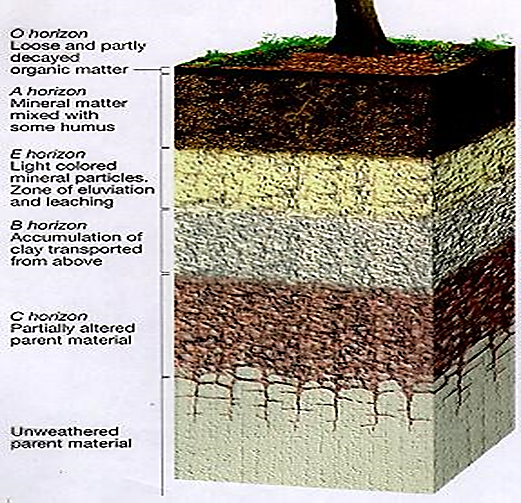 O horizon
Loose and partly
decayed
organic matter
A horizon
Mineral matter
mixed with
some humus
E horizon
Light colored
mineral particles.
Zone of eluviation
and leaching
B horizon
Accumulation of
clay transported
from above
C horizon
Partially altered
parent material
Unweathered
parent material